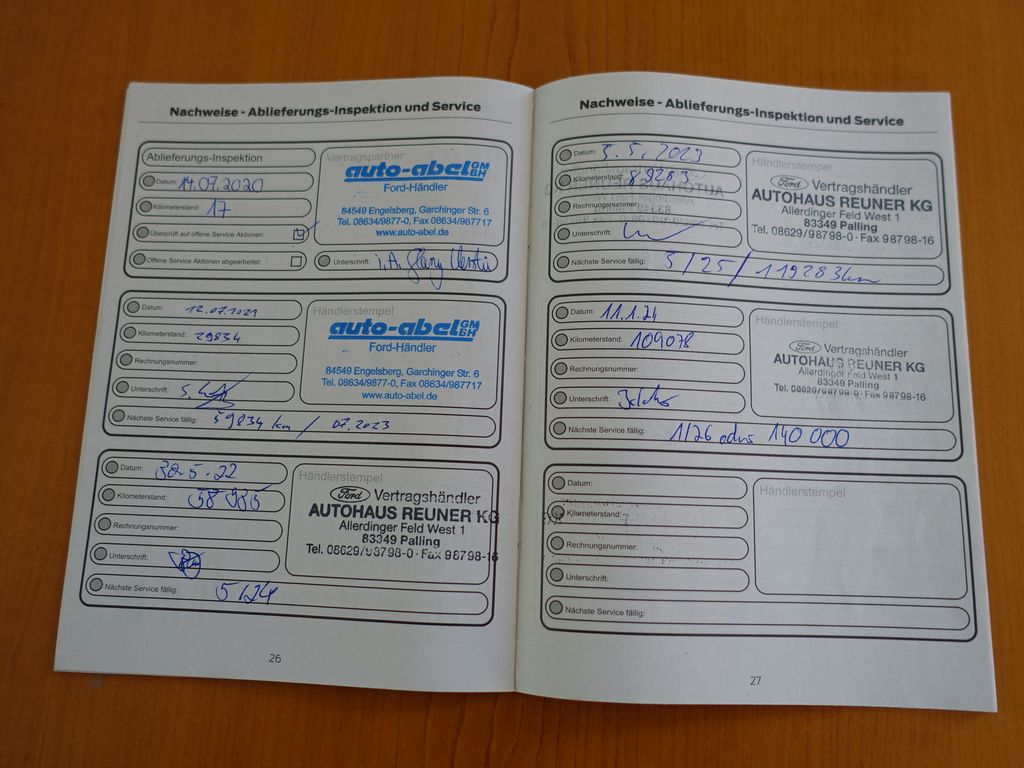 Nachweise - Ablieferungs-Inspektion und Service
Ablieferungs-Inspektion
Datum: 14.07.2020
Kilometerstand: 17
Überprüft auf offene Service Aktionen:
Offene Service Aktionen abgearbeitet:
Vertragspartner
auto-abel GMBH
Ford-Händler
84549 Engelsberg, Garchinger Str. 6
Tel. 08634/9877-0, Fax 08634/987717
www.auto-abel.de
Unterschrift: i.A.
Datum: 12.07.2021
Kilometerstand: 29834
Rechnungsnummer:
Unterschrift:
Nächste Service fällig: 59834 km / 07.2023
Händlerstempel
auto-abel GMBH
Ford-Händler
84549 Engelsberg, Garchinger Str. 6
Tel. 08634/9877-0, Fax 08634/987717
www.auto-abel.de
Datum: 30.5.22
Kilometerstand: 58 985
Rechnungsnummer:
Unterschrift:
Nächste Service fällig: 5/24
Händlerstempel
Ford Vertragshändler
AUTOHAUS REUNER KG
Allerdinger Feld West 1
83349 Palling
Tel. 08629/98798-0 · Fax 98798-16
26
Nachweise - Ablieferungs-Inspektion und Service
Datum: 5.5.2023
Kilometerstand: 89283
Rechnungsnummer:
Unterschrift:
Nächste Service fällig: 5/25/119283km
Händlerstempel
Ford Vertragshändler
AUTOHAUS REUNER KG
Allerdinger Feld West 1
83349 Palling
Tel. 08629/98798-0 · Fax 98798-16
Datum: 11.1.24
Kilometerstand: 109078
Rechnungsnummer:
Unterschrift:
Nächste Service fällig: 1/26 oder 140 000
Händlerstempel
Ford Vertragshändler
AUTOHAUS REUNER KG
Allerdinger Feld West 1
83349 Palling
Tel. 08629/98798-0 · Fax 98798-16
Datum:
Kilometerstand:
Rechnungsnummer:
Unterschrift:
Nächste Service fällig:
Händlerstempel
27